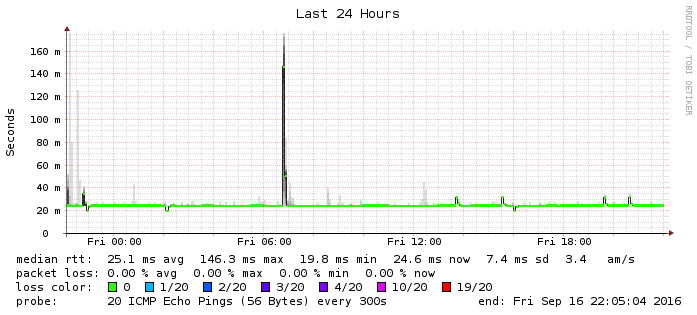 Last 24 Hours
RRDTOOL / TOBI OETIKER
Seconds
160 m
140 m
120 m
100 m
80 m
60 m
40 m
20 m
0
Fri 00:00 Fri 06:00 Fri 12:00 Fri 18:00
median rtt: 25.1 ms avg 146.3 ms max 19.8 ms min 24.6 ms now 7.4 ms sd 3.4 am/s
packet loss: 0.00 % avg 0.00 % max 0.00 % min 0.00 % now
loss color: 0 1/20 2/20 3/20 4/20 10/20 19/20
probe: 20 ICMP Echo Pings (56 Bytes) every 300s end: Fri Sep 16 22:05:04 2016